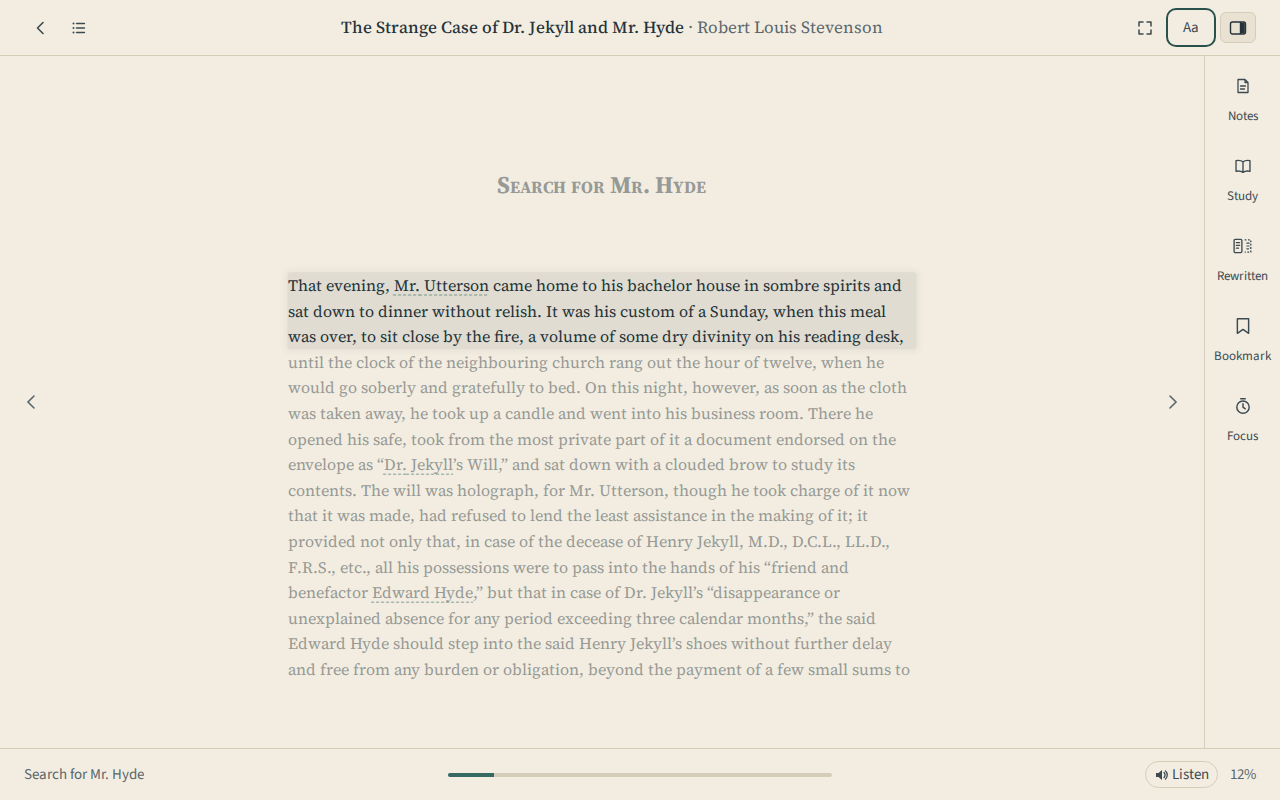 The Strange Case of Dr. Jekyll and Mr. Hyde · Robert Louis Stevenson
Aa
Notes
Study
Rewritten
Bookmark
Focus
Search for Mr. Hyde
That evening, Mr. Utterson came home to his bachelor house in sombre spirits and
sat down to dinner without relish. It was his custom of a Sunday, when this meal
was over, to sit close by the fire, a volume of some dry divinity on his reading desk,
until the clock of the neighbouring church rang out the hour of twelve, when he
would go soberly and gratefully to bed. On this night, however, as soon as the cloth
was taken away, he took up a candle and went into his business room. There he
opened his safe, took from the most private part of it a document endorsed on the
envelope as “Dr. Jekyll’s Will,” and sat down with a clouded brow to study its
contents. The will was holograph, for Mr. Utterson, though he took charge of it now
that it was made, had refused to lend the least assistance in the making of it; it
provided not only that, in case of the decease of Henry Jekyll, M.D., D.C.L., LL.D.,
F.R.S., etc., all his possessions were to pass into the hands of his “friend and
benefactor Edward Hyde,” but that in case of Dr. Jekyll’s “disappearance or
unexplained absence for any period exceeding three calendar months,” the said
Edward Hyde should step into the said Henry Jekyll’s shoes without further delay
and free from any burden or obligation, beyond the payment of a few small sums to
Search for Mr. Hyde
Listen
12%